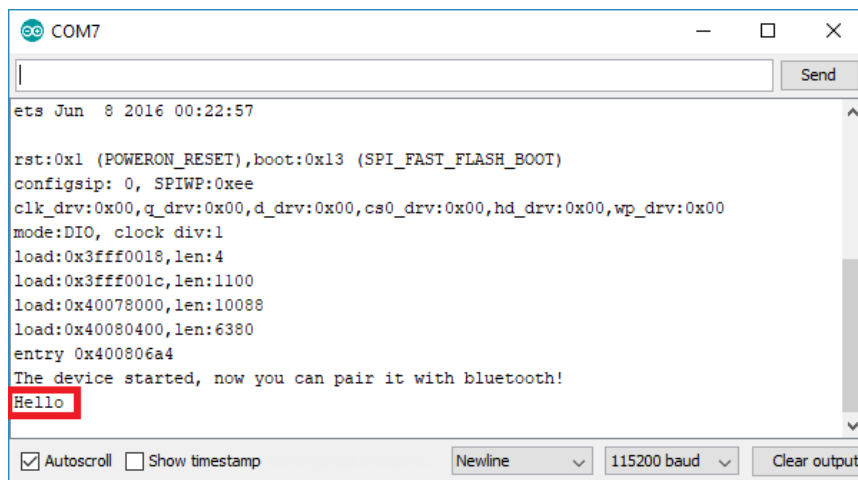 COM7
Send
ets Jun  8 2016 00:22:57
rst:0x1 (POWERON_RESET),boot:0x13 (SPI_FAST_FLASH_BOOT)
configsip: 0, SPIWP:0xee
clk_drv:0x00,q_drv:0x00,d_drv:0x00,cs0_drv:0x00,hd_drv:0x00,wp_drv:0x00
mode:DIO, clock div:1
load:0x3fff0018,len:4
load:0x3fff001c,len:1100
load:0x40078000,len:10088
load:0x40080400,len:6380
entry 0x400806a4
The device started, now you can pair it with bluetooth!
Hello
Autoscroll Show timestamp Newline 115200 baud Clear output